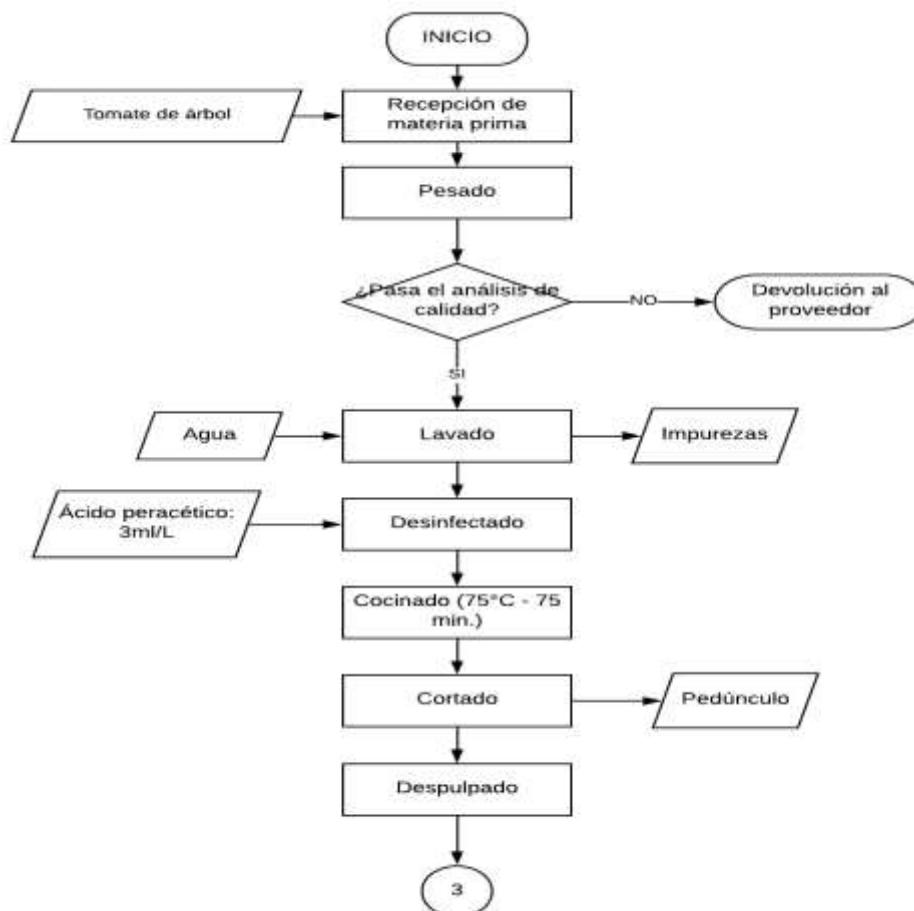 INICIO
Tomate de árbol
Recepción de
materia prima
Pesado
¿Pasa el análisis de
calidad?
NO
Devolución al
proveedor
SI
Agua
Lavado
Impurezas
Ácido peracético:
3ml/L
Desinfectado
Cocinado (75°C - 75
min.)
Cortado
Pedúnculo
Despulpado
3